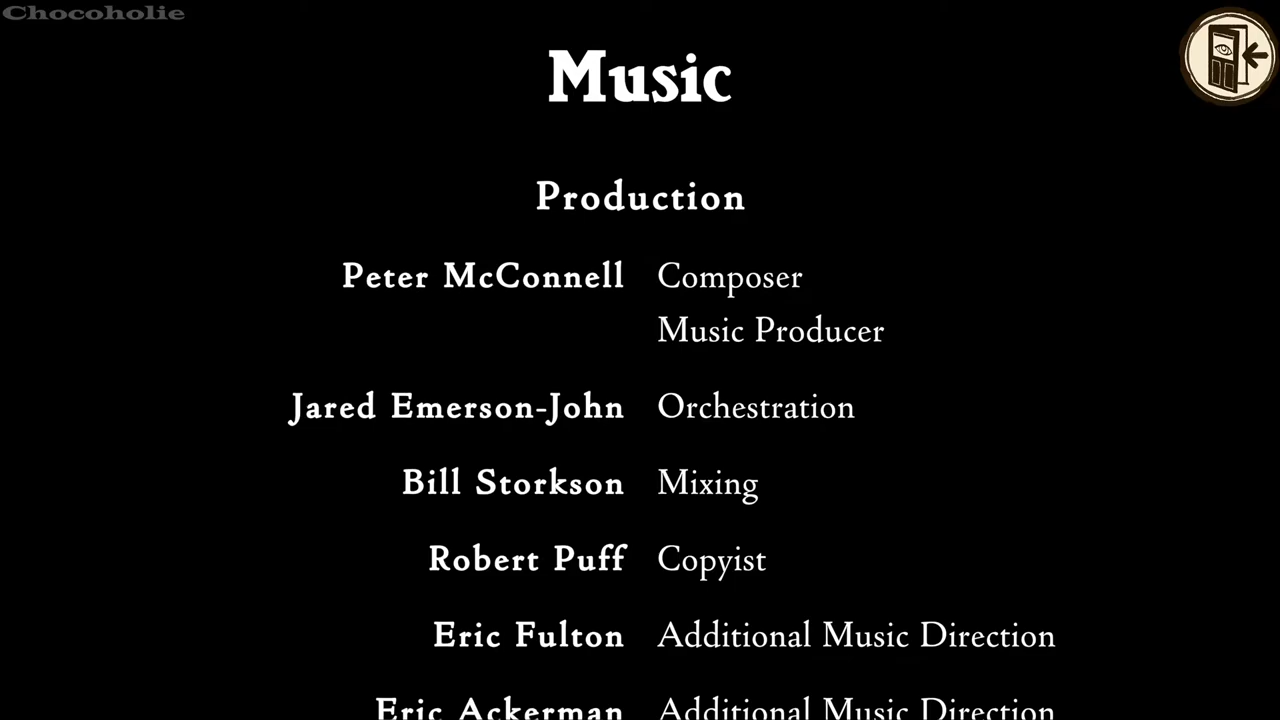 Chocoholie
Music
Production
Peter McConnell Composer
Music Producer
Jared Emerson-John Orchestration
Bill Storkson Mixing
Robert Puff Copyist
Eric Fulton Additional Music Direction
Eric Ackerman Additional Music Direction